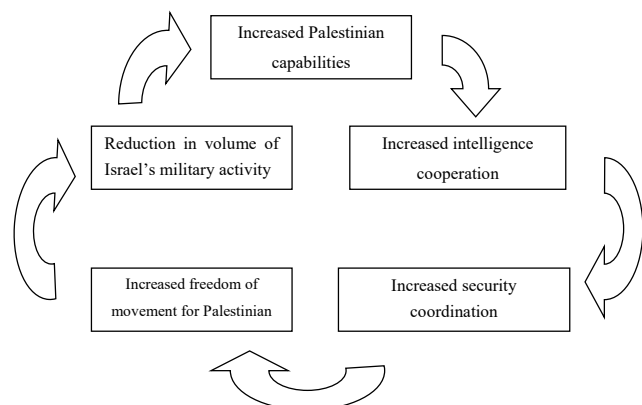 Increased Palestinian
capabilities
Reduction in volume of
Israel's military activity
Increased intelligence
cooperation
Increased freedom of
movement for Palestinian
Increased security
coordination